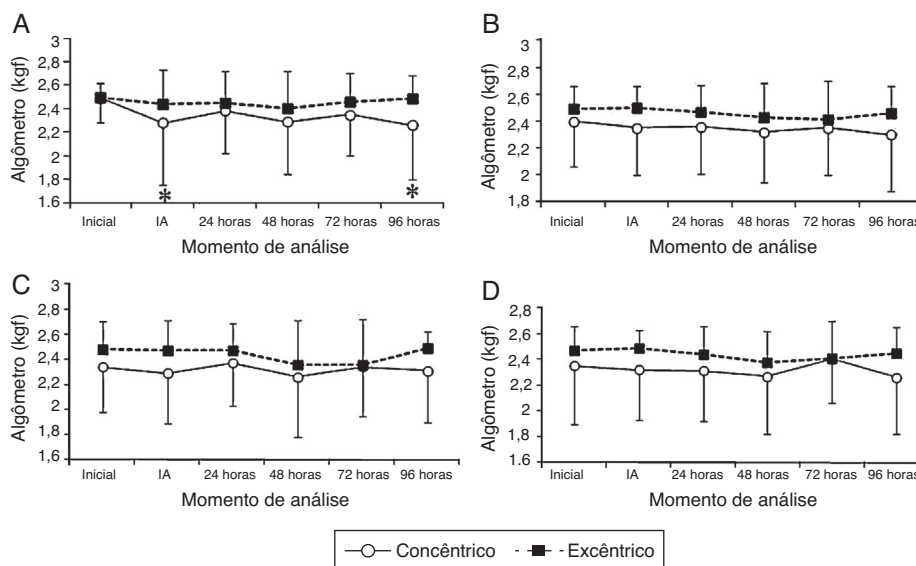 A
Algômetro (kgf)
3
2,8
2.6
2,4
2,2
2
1,8
1.6
*
*
Inicial IA 24 horas 48 horas 72 horas 96 horas
Momento de análise
B
Algômetro (kgf)
3
2,8
2,6
2,4
2,2
2
1,8
Inicial IA 24 horas 48 horas 72 horas 96 horas
Momento de análise
C
Algômetro (kgf)
3
2,8
2,6
2,4
2,2
2
1,8
1,6
Inicial IA 24 horas 48 horas 72 horas 96 horas
Momento de análise
D
Algômetro (kgf)
2,8
2,6
2,4
2,2
2
1,8
1.6
Inicial IA 24 horas 48 horas 72 horas 96 horas
Momento de análise
Concêntrico Excêntrico